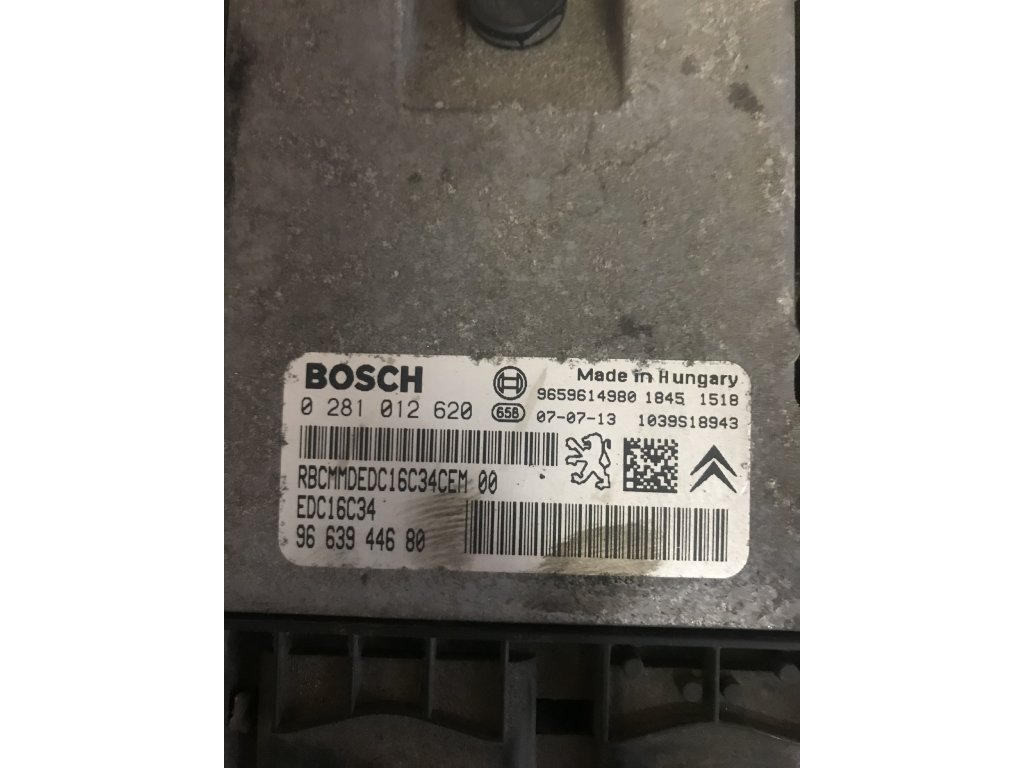 BOSCH
Made in Hungary
9659614980 1845 1518
0 281 012 620 65B 07-07-13 1039S18943
RBCMMDEDC16C34CEM 00
EDC16C34
96 639 446 80